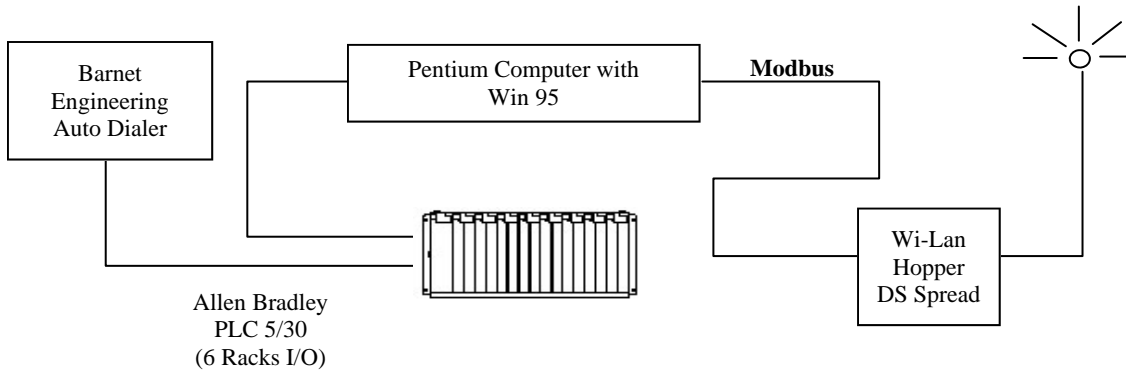 Barnet
Engineering
Auto Dialer
Pentium Computer with
Win 95
Modbus
Wi-Lan
Hopper
DS Spread
Allen Bradley
PLC 5/30
(6 Racks I/O)